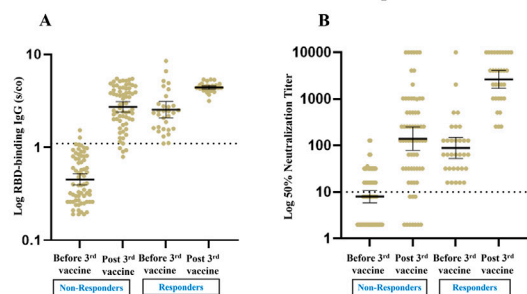 A
B
Log RBD-binding IgG (s/co)
10
1
0.1
Before 3rd vaccine
Post 3rd vaccine
Before 3rd vaccine
Post 3rd vaccine
Non-Responders
Responders
Log 50% Neutralization Titer
10000
1000
100
10
1
Before 3rd vaccine
Post 3rd vaccine
Before 3rd vaccine
Post 3rd vaccine
Non-Responders
Responders